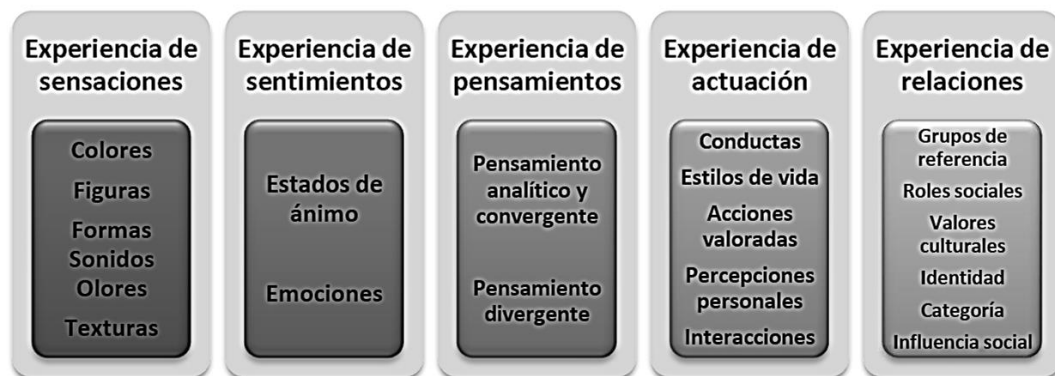 Experiencia de
sensaciones
Colores
Figuras
Formas
Sonidos
Olores
Texturas
Experiencia de
sentimientos
Estados de
ánimo
Emociones
Experiencia de
pensamientos
Pensamiento
analítico y
convergente
Pensamiento
divergente
Experiencia de
actuación
Conductas
Estilos de vida
Acciones
valoradas
Percepciones
personales
Interacciones
Experiencia de
relaciones
Grupos de
referencia
Roles sociales
Valores
culturales
Identidad
Categoría
Influencia social